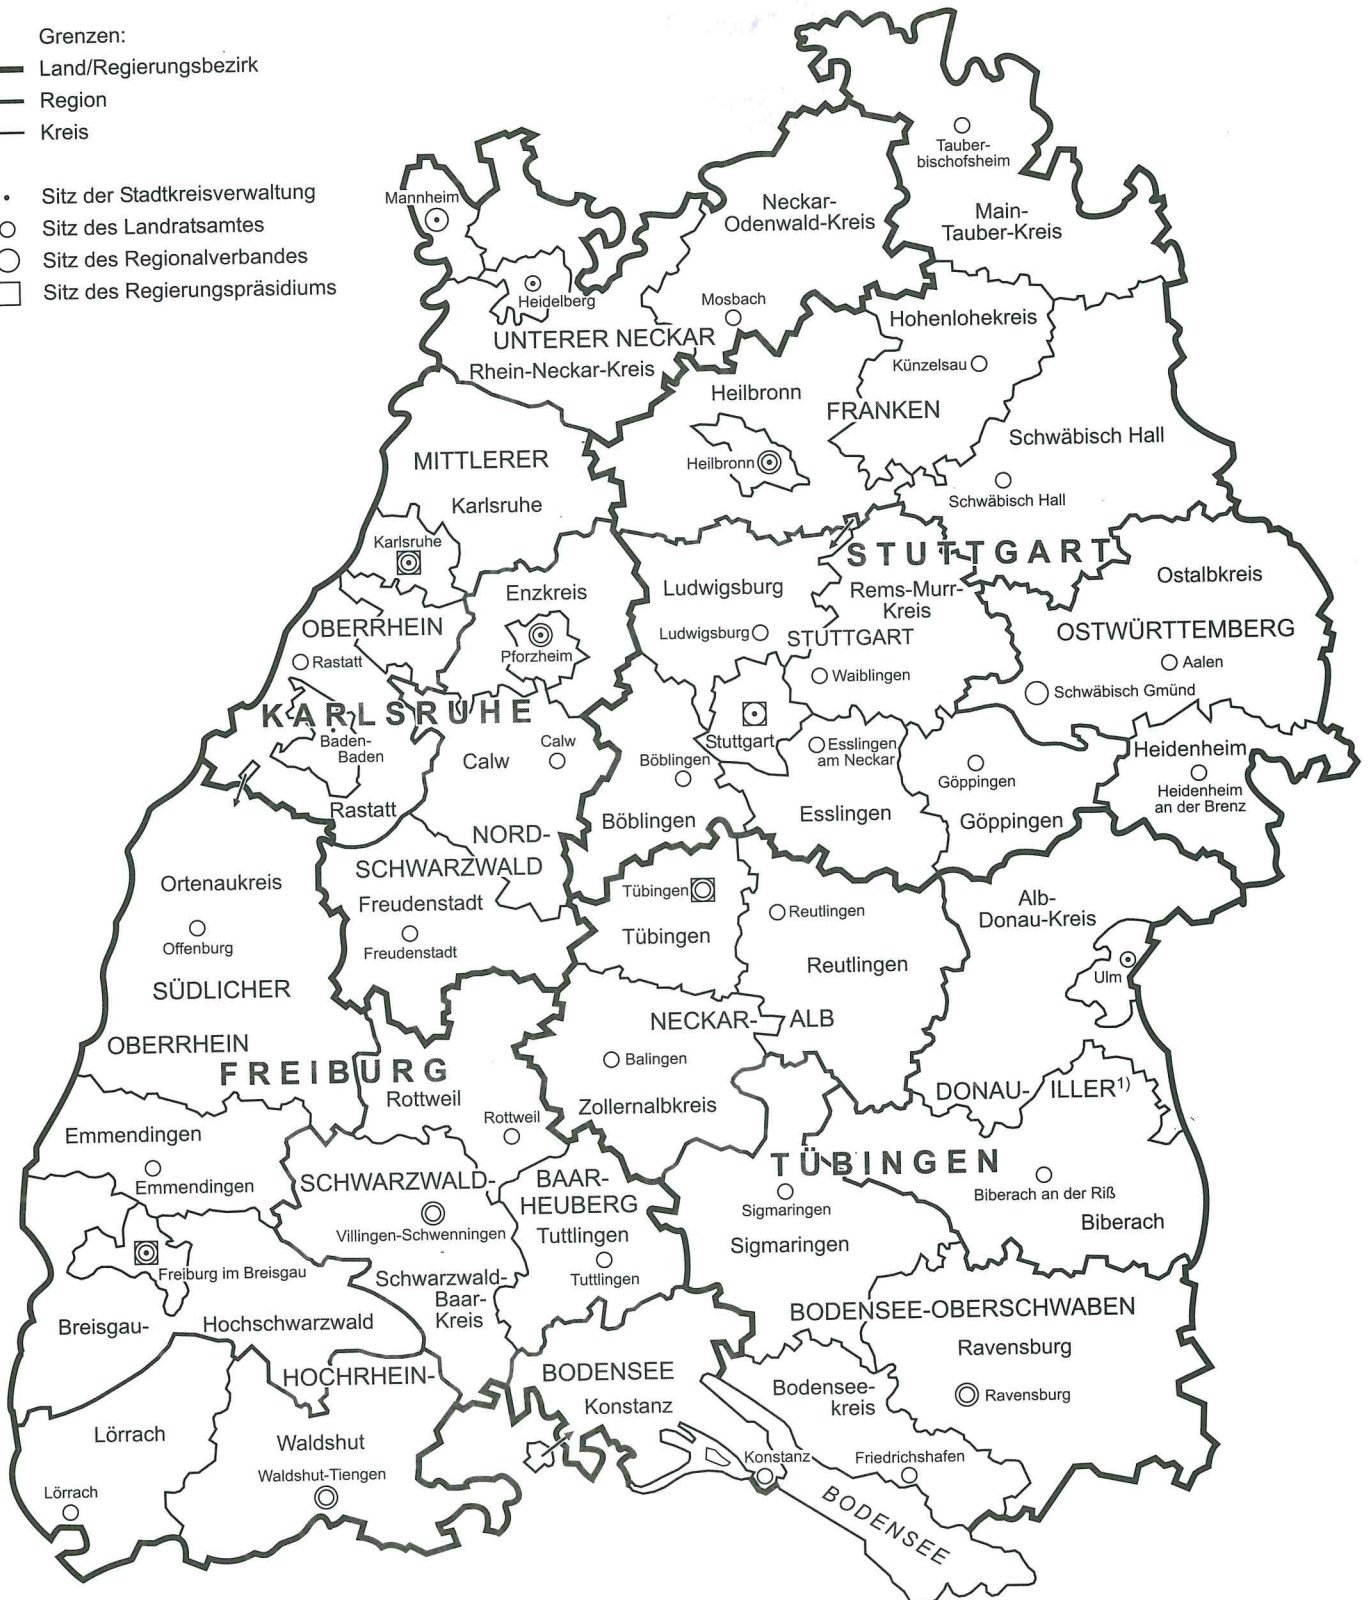 Grenzen:
Land/Regierungsbezirk
Region
Kreis
Sitz der Stadtkreisverwaltung
Sitz des Landratsamtes
Sitz des Regionalverbandes
Sitz des Regierungspräsidiums
Tauber-
bischofsheim
Main-
Tauber-Kreis
Neckar-
Odenwald-Kreis
Mosbach
Mannheim
Heidelberg
UNTERER NECKAR
Rhein-Neckar-Kreis
Hohenlohekreis
Künzelsau
Heilbronn
FRANKEN
Heilbronn
Schwäbisch Hall
Schwäbisch Hall
MITTLERER
Karlsruhe
Karlsruhe
OBERRHEIN
Rastatt
Enzkreis
Pforzheim
KARLSRUHE
Baden-
Baden
Rastatt
Calw
Calw
NORD-
SCHWARZWALD
Freudenstadt
Freudenstadt
STUTTGART
Ludwigsburg
Rems-Murr-
Kreis
Ludwigsburg
STUTTGART
Waiblingen
Stuttgart
Böblingen
Böblingen
Esslingen
am Neckar
Esslingen
Göppingen
Göppingen
Ostalbkreis
OSTWÜRTTEMBERG
Aalen
Schwäbisch Gmünd
Heidenheim
Heidenheim
an der Brenz
Ortenaukreis
Offenburg
SÜDLICHER
OBERRHEIN
FREIBURG
Emmendingen
Emmendingen
Freiburg im Breisgau
Breisgau-
Hochschwarzwald
Rottweil
Rottweil
SCHWARZWALD-
Villingen-Schwenningen
Schwarzwald-
Baar-
Kreis
BAAR-
HEUBERG
Tuttlingen
Tuttlingen
HOCHRHEIN-
BODENSEE
Konstanz
Konstanz
Lörrach
Lörrach
Waldshut
Waldshut-Tiengen
Tübingen
Tübingen
Reutlingen
Reutlingen
NECKAR-
ALB
Balingen
Zollernalbkreis
Alb-
Donau-Kreis
Ulm
DONAU-
ILLER1)
TÜBINGEN
Biberach an der Riß
Biberach
Sigmaringen
Sigmaringen
BODENSEE-OBERSCHWABEN
Ravensburg
Ravensburg
Bodensee-
kreis
Friedrichshafen
BODENSEE